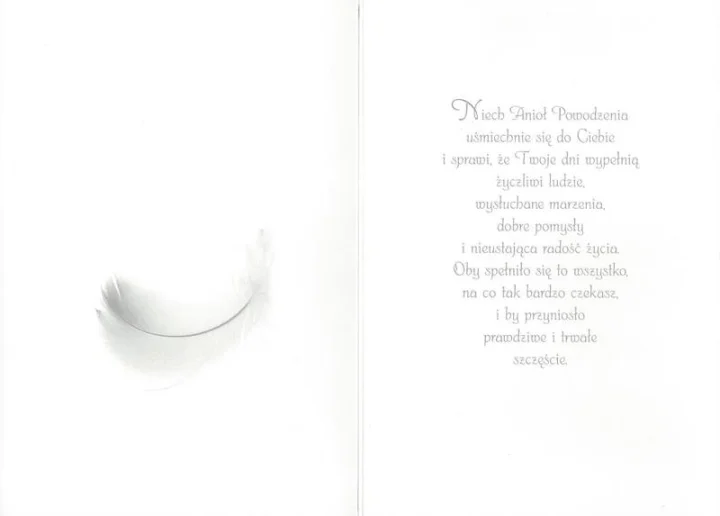 Niech Anioł Powodzenia
uśmiechnie się do Ciebie
i sprawi, że Twoje dni wypełnią
życzliwi ludzie,
wysłuchane marzenia,
dobre pomysły
i nieustająca radość życia.
Oby spełniło się to wszystko,
na co tak bardzo czekasz,
i by przyniosło
prawdziwe i trwałe
szczęście.